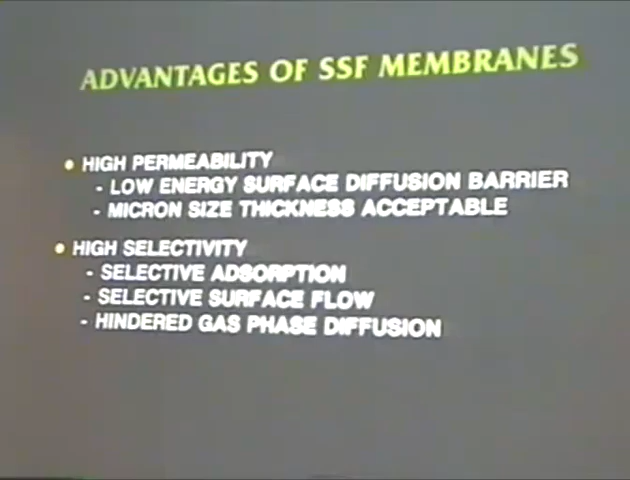 ADVANTAGES OF SSF MEMBRANES
• HIGH PERMEABILITY
- LOW ENERGY SURFACE DIFFUSION BARRIER
- MICRON SIZE THICKNESS ACCEPTABLE
• HIGH SELECTIVITY
- SELECTIVE ADSORPTION
- SELECTIVE SURFACE FLOW
- HINDERED GAS PHASE DIFFUSION